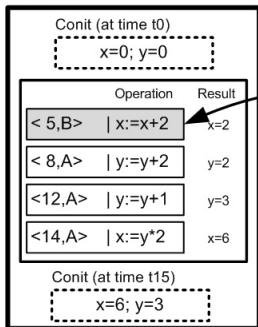 Conit (at time t0)
x=0; y=0
Operation Result
< 5,B> | x:=x+2 x=2
< 8,A> | y:=y+2 y=2
<12,A> | y:=y+1 y=3
<14,A> | x:=y*2 x=6
Conit (at time t15)
x=6; y=3